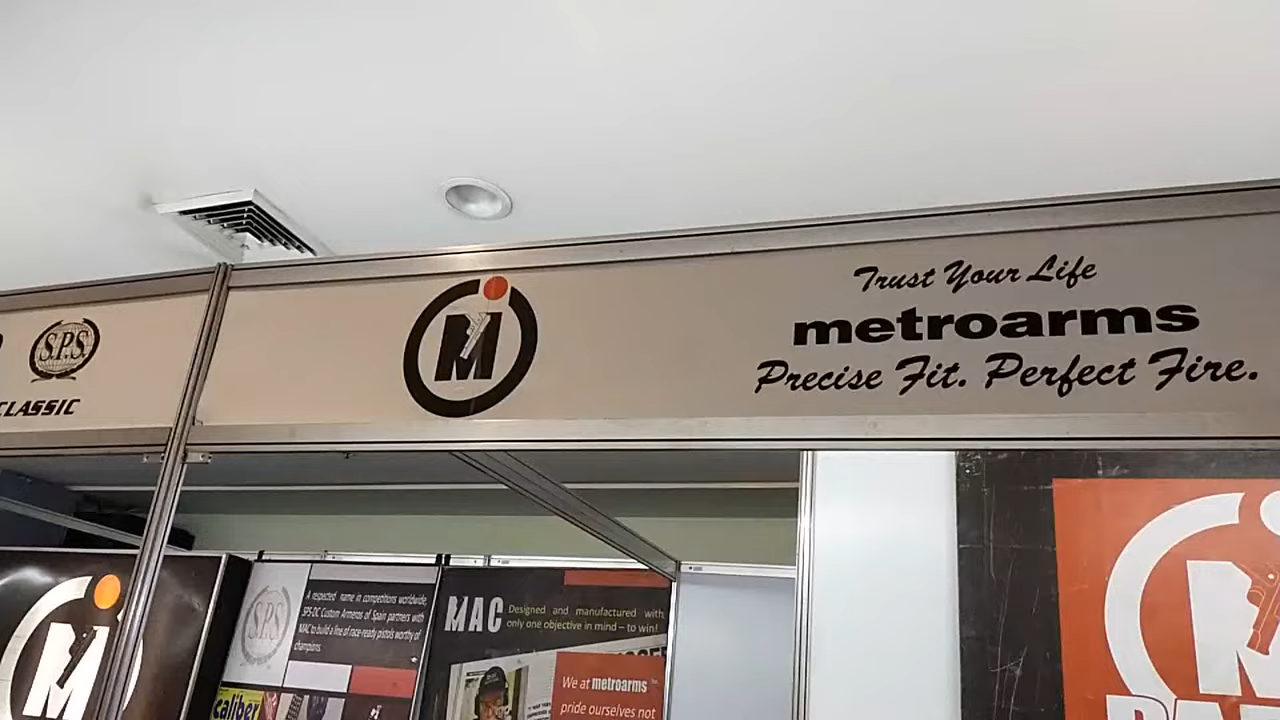 Trust Your Life
metroarms
Precise Fit. Perfect Fire.
M
S.P.S.
CLASSIC
M
S.P.S
A respected name in competitions worldwide,
SPS-DC Custom Armeros of Spain partners with
MAC to build a line of race-ready pistols worthy of
champions.
caliber
MAC
Designed and manufactured with
only one objective in mind – to win!
We at metroarms™
pride ourselves not
M